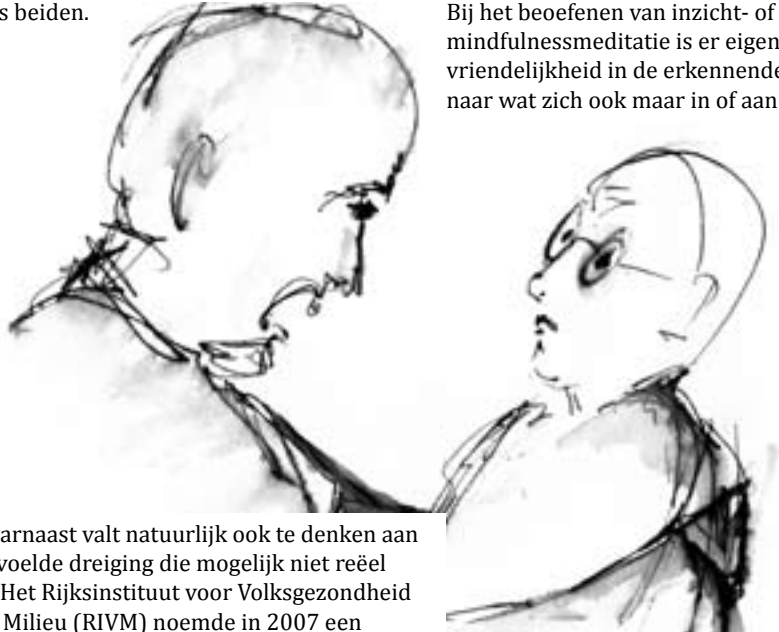 s beiden.
arnaast valt natuurlijk ook te denken aan
voelde dreiging die mogelijk niet reëel
Het Rijksinstituut voor Volksgezondheid
Milieu (RIVM) noemde in 2007 een
Bij het beoefenen van inzicht- of
mindfulnessmeditatie is er eigen
vriendelijkheid in de erkennende
naar wat zich ook maar in of aan